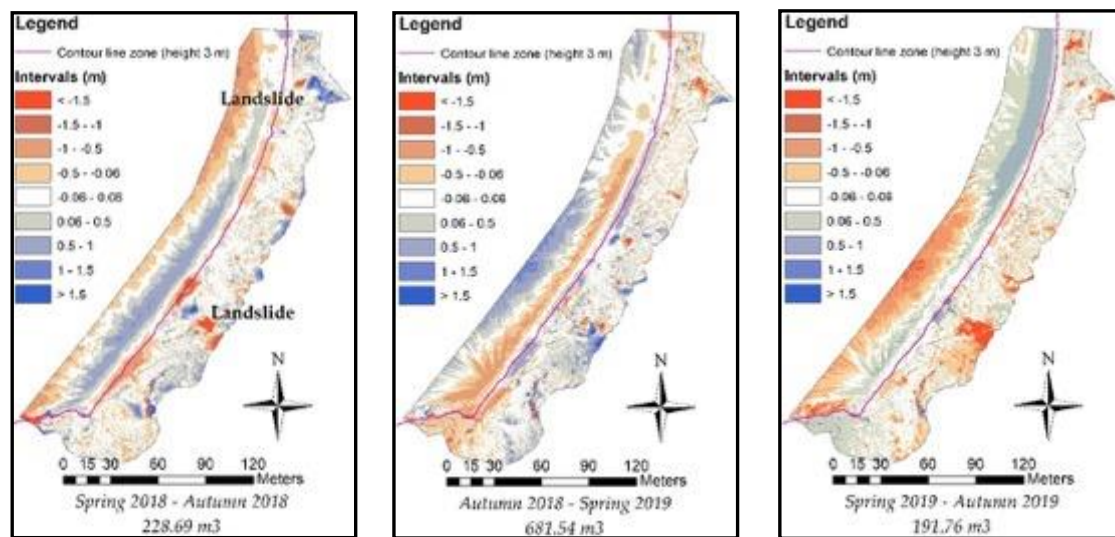 Legend
Contour line zone (height 3 m)
Intervals (m)
< -1.5
-1.5 - -1
-1 - -0.5
-0.5 - -0.06
-0.06 - 0.06
0.06 - 0.5
0.5 - 1
1 - 1.5
> 1.5
Landslide
Landslide
N
0 15 30 60 90 120
Meters
Spring 2018 - Autumn 2018
228.69 m3
Legend
Contour line zone (height 3 m)
Intervals (m)
< -1.5
-1.5 - -1
-1 - -0.5
-0.5 - -0.06
-0.06 - 0.06
0.06 - 0.5
0.5 - 1
1 - 1.5
> 1.5
N
0 15 30 60 90 120
Meters
Autumn 2018 - Spring 2019
681.54 m3
Legend
Contour line zone (height 3 m)
Intervals (m)
< -1.5
-1.5 - -1
-1 - -0.5
-0.5 - -0.06
-0.06 - 0.06
0.06 - 0.5
0.5 - 1
1 - 1.5
> 1.5
N
0 15 30 60 90 120
Meters
Spring 2019 - Autumn 2019
191.76 m3